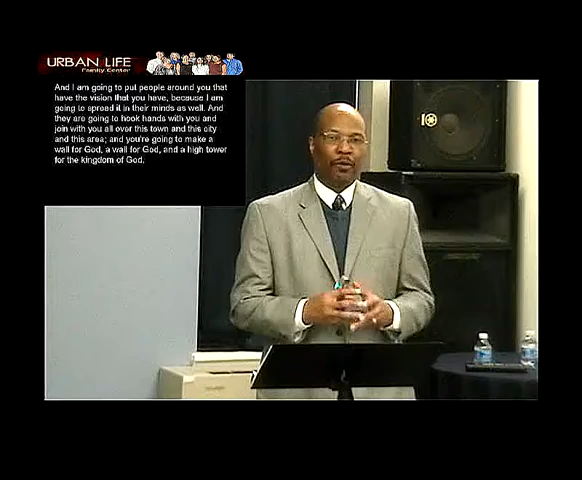 URBAN LIFE
Family Center
And I am going to put people around you that
have the vision that you have, because I am
going to spread it in their minds as well. And
they are going to hook hands with you and
join with you all over this town and this city
and this area; and you're going to make a
wall for God, a wall for God, and a high tower
for the kingdom of God.